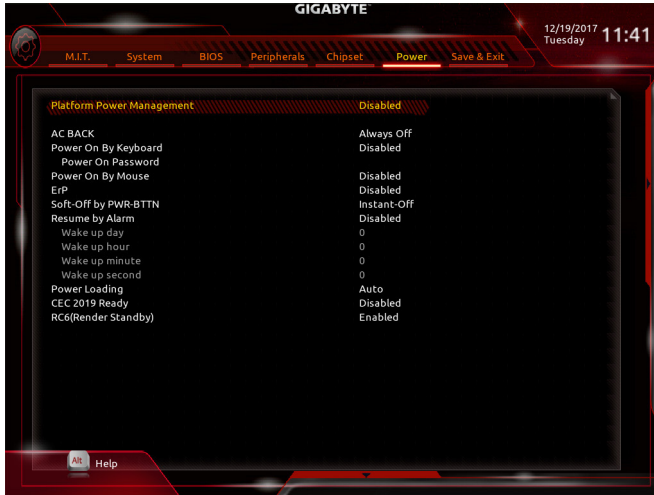 GIGABYTE
12/19/2017 11:41
Tuesday
M.I.T. System BIOS Peripherals Chipset Power Save & Exit
Platform Power Management Disabled
AC BACK Always Off
Power On By Keyboard Disabled
Power On Password
Power On By Mouse Disabled
ErP Disabled
Soft-Off by PWR-BTTN Instant-Off
Resume by Alarm Disabled
Wake up day 0
Wake up hour 0
Wake up minute 0
Wake up second 0
Power Loading Auto
CEC 2019 Ready Disabled
RC6(Render Standby) Enabled
Alt Help